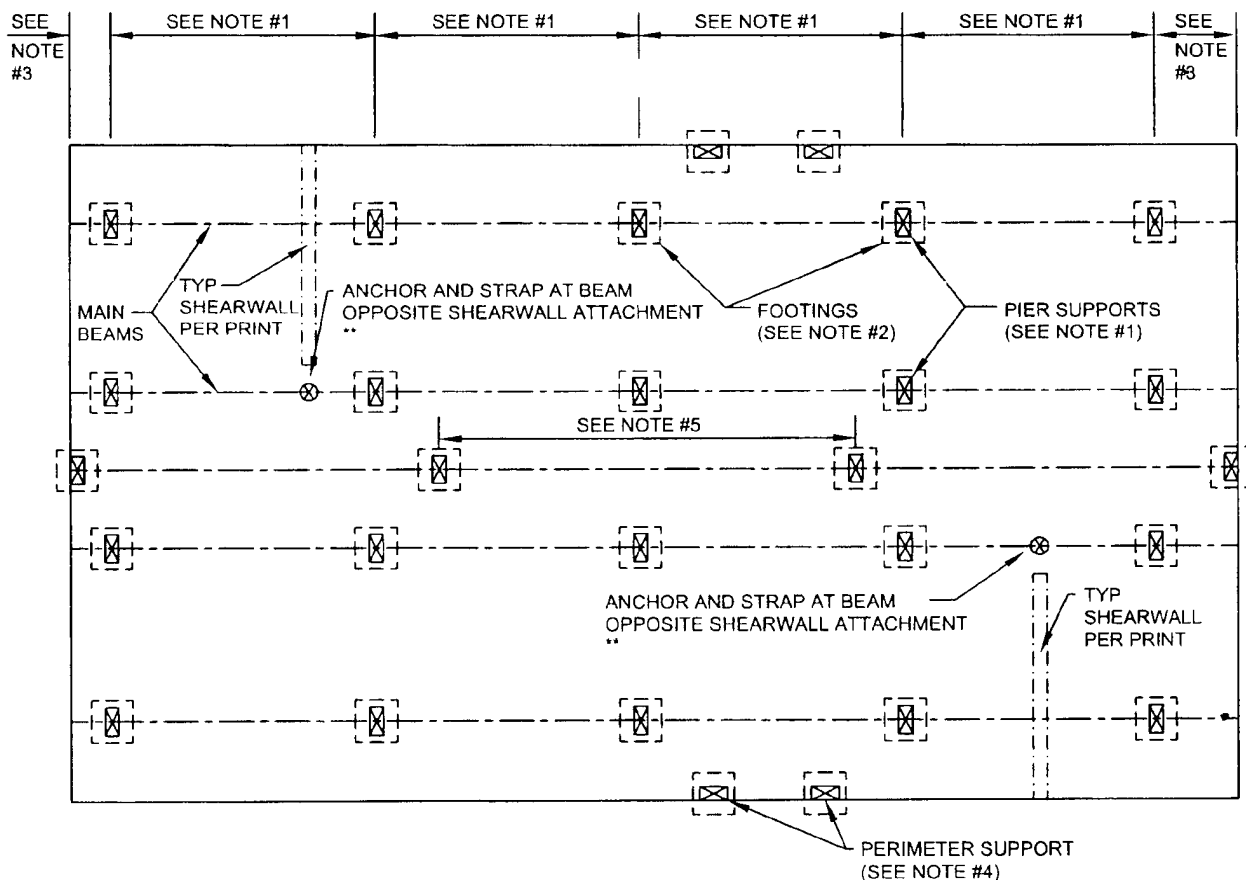 SEE
NOTE
#3
SEE NOTE #1
SEE NOTE #1
SEE NOTE #1
SEE NOTE #1
SEE
NOTE
#3
MAIN
BEAMS
TYP
SHEARWALL
PER PRINT
ANCHOR AND STRAP AT BEAM
OPPOSITE SHEARWALL ATTACHMENT
**
FOOTINGS
(SEE NOTE #2)
PIER SUPPORTS
(SEE NOTE #1)
SEE NOTE #5
ANCHOR AND STRAP AT BEAM
OPPOSITE SHEARWALL ATTACHMENT
**
TYP
SHEARWALL
PER PRINT
PERIMETER SUPPORT
(SEE NOTE #4)